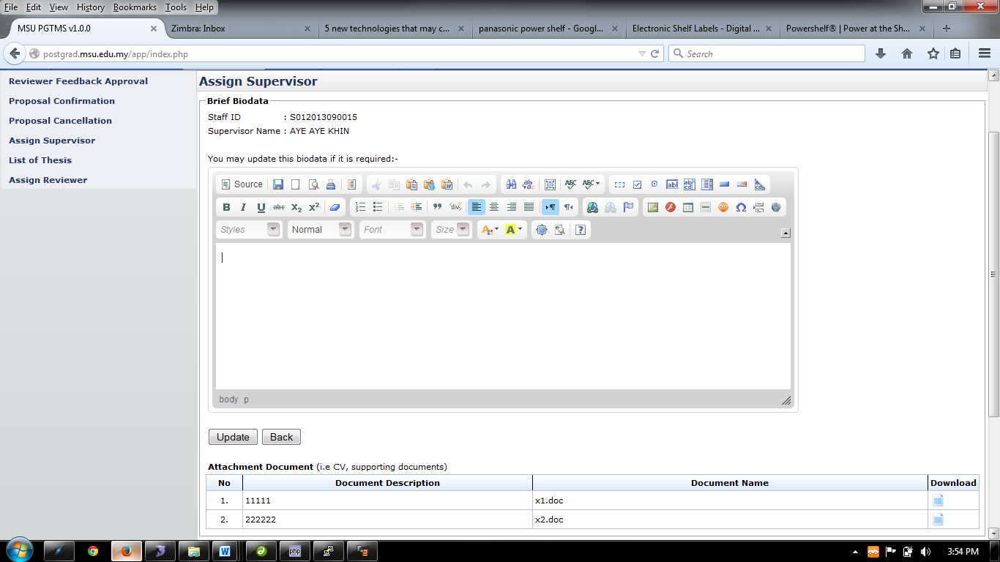 File Edit View History Bookmarks Tools Help
MSU PGTMS v1.0.0
Zimbra: Inbox
5 new technologies that may c...
panasonic power shelf - Googl...
Electronic Shelf Labels - Digital ...
Powershelf® | Power at the Sh...
postgrad.msu.edu.my/app/index.php
Search
Reviewer Feedback Approval
Proposal Confirmation
Proposal Cancellation
Assign Supervisor
List of Thesis
Assign Reviewer
Assign Supervisor
Brief Biodata
Staff ID : S012013090015
Supervisor Name : AYE AYE KHIN
You may update this biodata if it is required:-
Source
ABC ABC
B I U abc X₂ X²
Styles Normal Font Size A A ?
body p
Update Back
Attachment Document (i.e CV, supporting documents)
No Document Description Document Name Download
1. 11111 x1.doc
2. 222222 x2.doc
php
3:54 PM